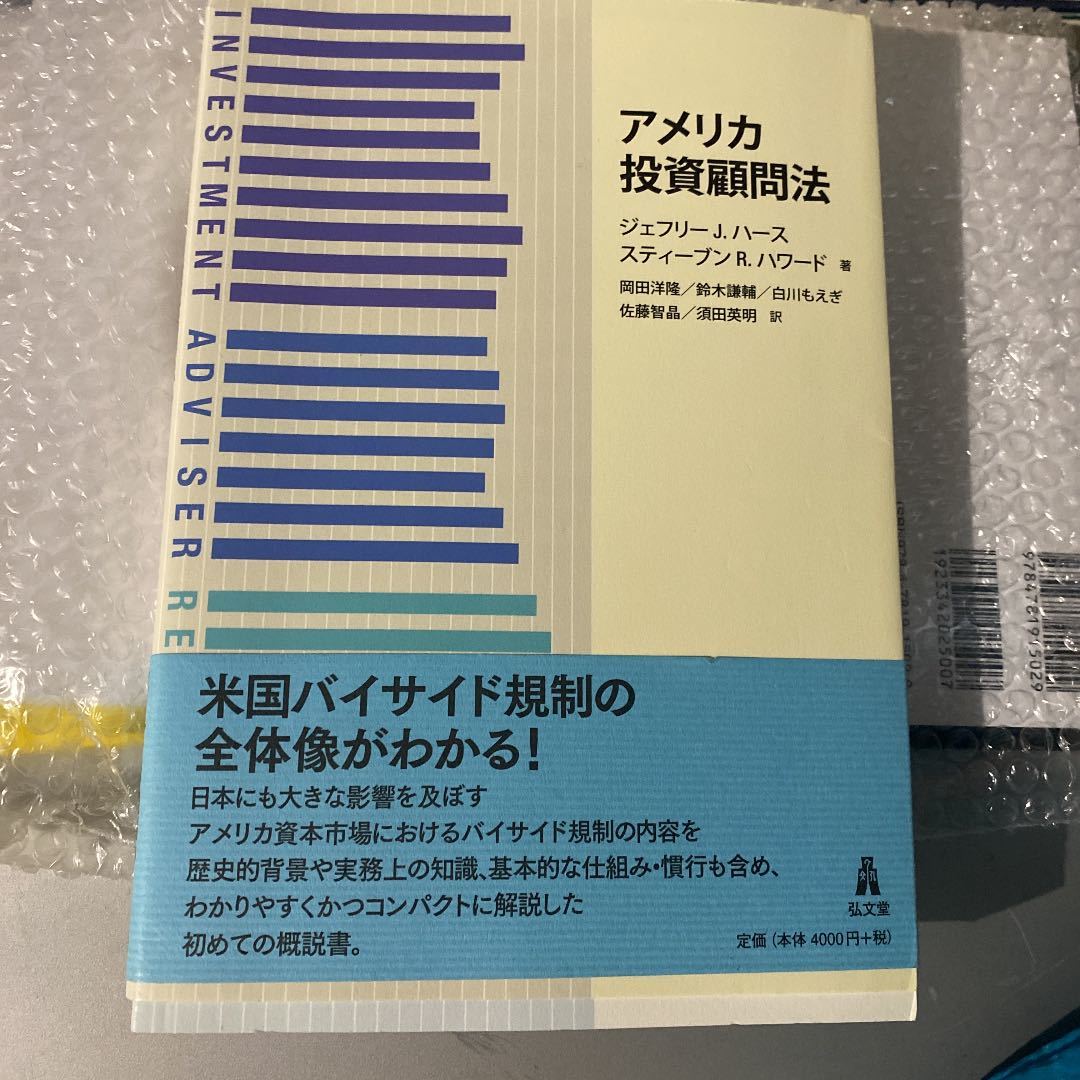 INVESTMENT ADVISER RE
アメリカ
投資顧問法
ジェフリー J. ハース
スティーブン R. ハワード 著
岡田洋隆／鈴木謙輔／白川もえぎ
佐藤智晶／須田英明 訳
米国バイサイド規制の
全体像がわかる!
日本にも大きな影響を及ぼす
アメリカ資本市場におけるバイサイド規制の内容を
歴史的背景や実務上の知識、基本的な仕組み・慣行も含め、
わかりやすくかつコンパクトに解説した
初めての概説書。
弘文堂
定価 (本体 4000円+税)
9784781925029
1923342025007